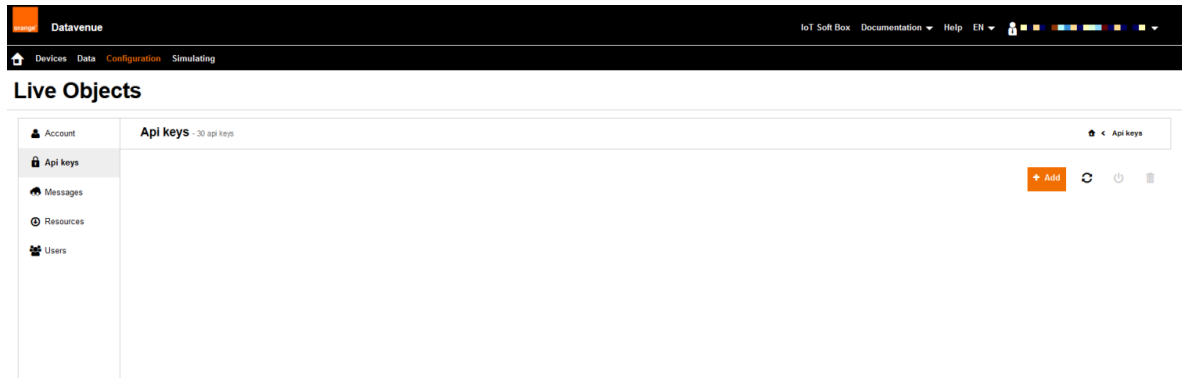 orange Datavenue IoT Soft Box Documentation Help EN
Devices Data Configuration Simulating
Live Objects
Account
Api keys - 30 api keys < Api keys
Api keys
+ Add
Messages
Resources
Users